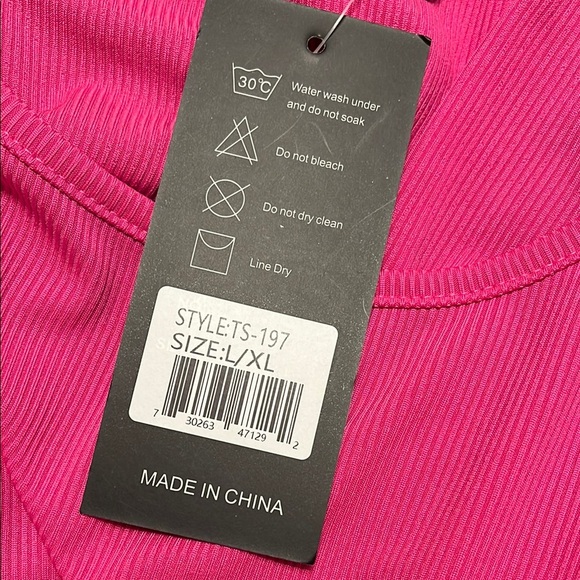 30°C
Water wash under
and do not soak
Do not bleach
Do not dry clean
Line Dry
STYLE:TS-197
SIZE:L/XL
7 30263 47129 2
MADE IN CHINA